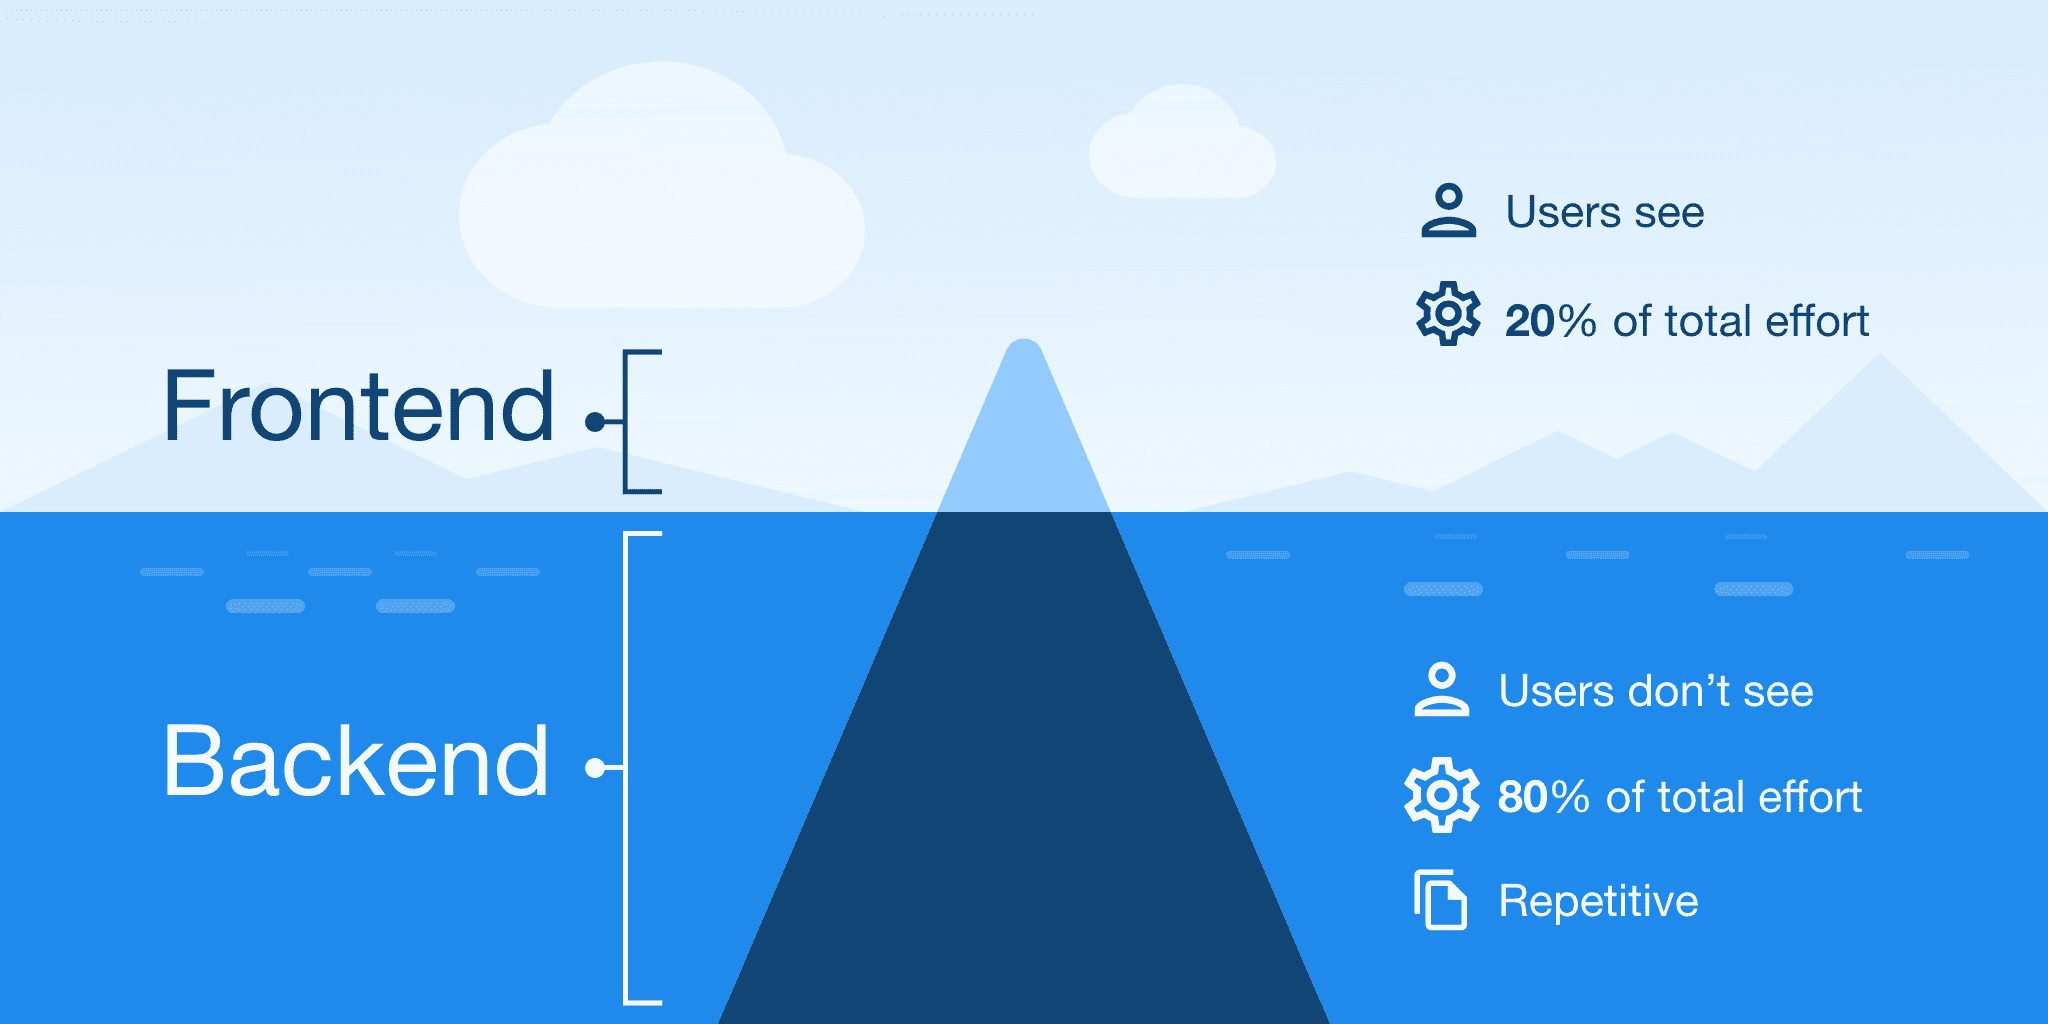 Users see
20% of total effort
Frontend
Users don’t see
Backend
80% of total effort
Repetitive